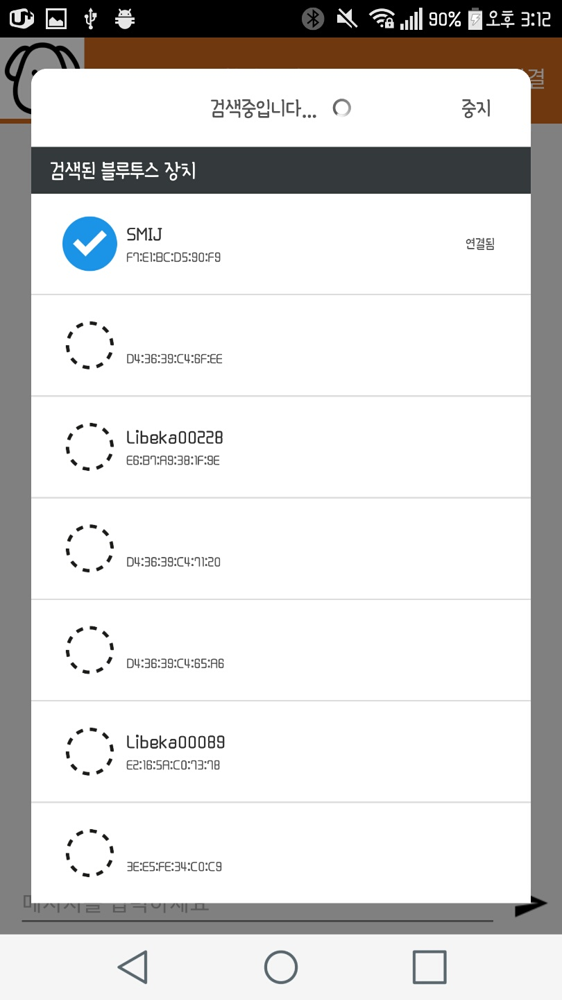 U+
90% 오후 3:12
결
검색중입니다... 중지
검색된 블루투스 장치
SMIJ
F7:E1:BC:D5:90:F9
연결됨
D4:36:39:C4:6F:EE
Libeka00228
E6:B7:A9:38:1F:9E
D4:36:39:C4:71:20
D4:36:39:C4:65:A6
Libeka00089
E2:16:5A:C0:73:7B
3E:E5:FE:34:C0:C9
메시지를 입력하세요